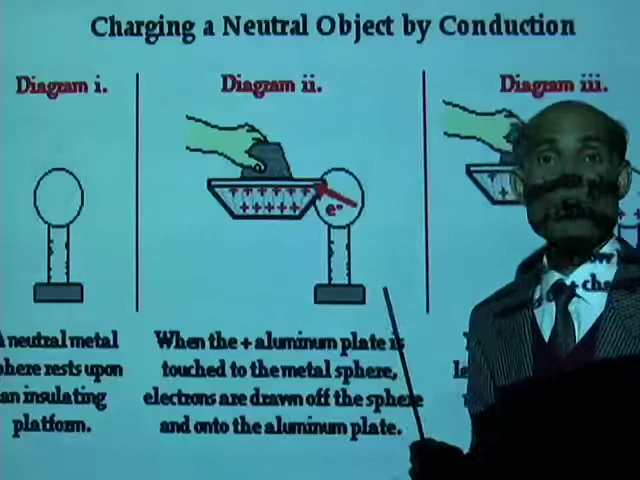 Charging a Neutral Object by Conduction
Diagram i.
Diagram ii.
Diagram iii.
e-
neutral metal
rests upon
an insulating
platform.
When the + aluminum plate is
touched to the metal sphere,
electrons are drawn off the sphere
and onto the aluminum plate.